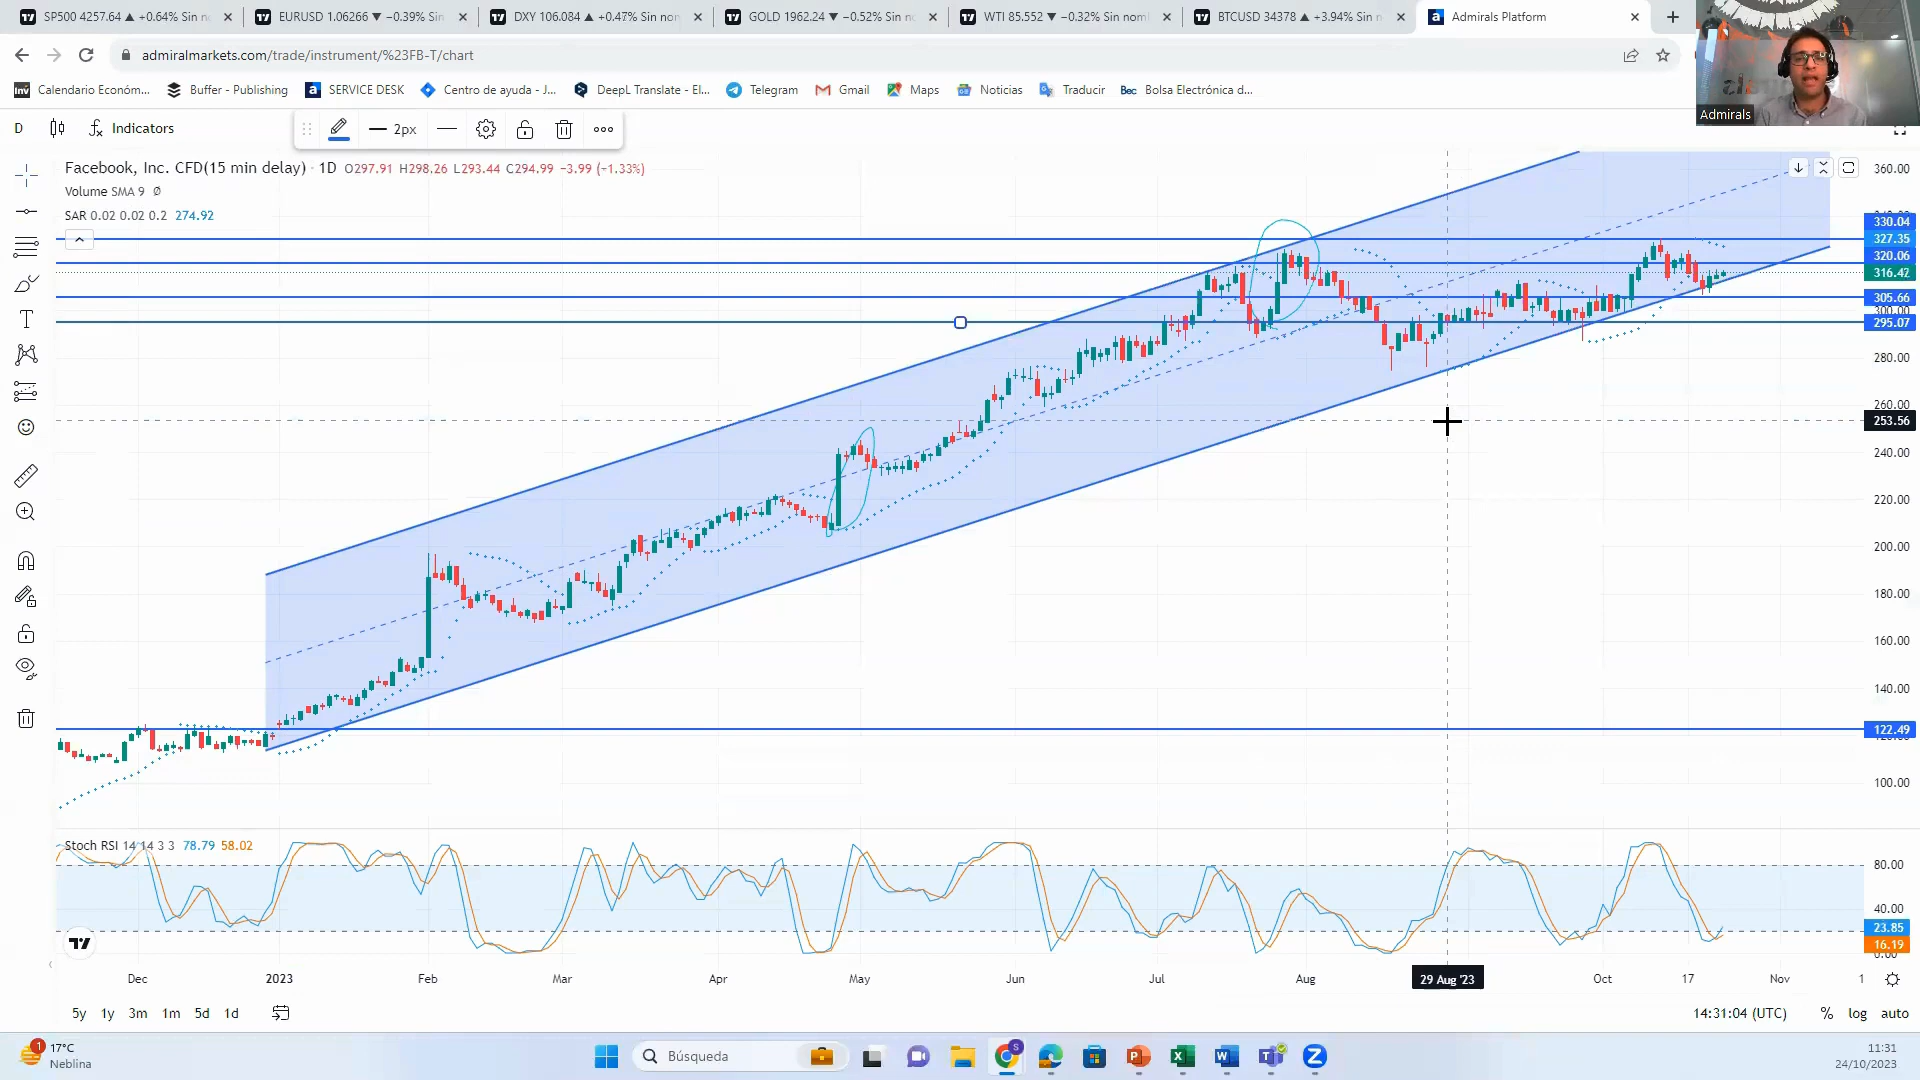 SP500 4257.64 ▲ +0.64% Sin n
EURUSD 1.06266 ▼ −0.39% Sin
DXY 106.084 ▲ +0.47% Sin non
GOLD 1962.24 ▼ −0.52% Sin no
WTI 85.552 ▼ −0.32% Sin nom
BTCUSD 34378 ▲ +3.94% Sin n
Admirals Platform
admiralmarkets.com/trade/instrument/%23FB-T/chart
Inv Calendario Económ...
Buffer - Publishing
SERVICE DESK
Centro de ayuda - J...
DeepL Translate - El...
Telegram
Gmail
Maps
Noticias
Traducir
Bec Bolsa Electrónica d...
Admirals
D
Indicators
2px
Facebook, Inc. CFD(15 min delay) · 1D O297.91 H298.26 L293.44 C294.99 −3.99 (−1.33%)
Volume SMA 9 Ø
SAR 0.02 0.02 0.2 274.92
360.00
330.04
327.35
320.06
316.42
305.66
300.00
295.07
280.00
260.00
253.56
240.00
220.00
200.00
180.00
160.00
140.00
122.49
100.00
Stoch RSI 14 14 3 3 78.79 58.02
80.00
40.00
23.85
16.19
0.00
Dec 2023 Feb Mar Apr May Jun Jul Aug 29 Aug '23 Oct 17 Nov 1
5y 1y 3m 1m 5d 1d
14:31:04 (UTC) % log auto
1
17°C
Neblina
Búsqueda
11:31
24/10/2023